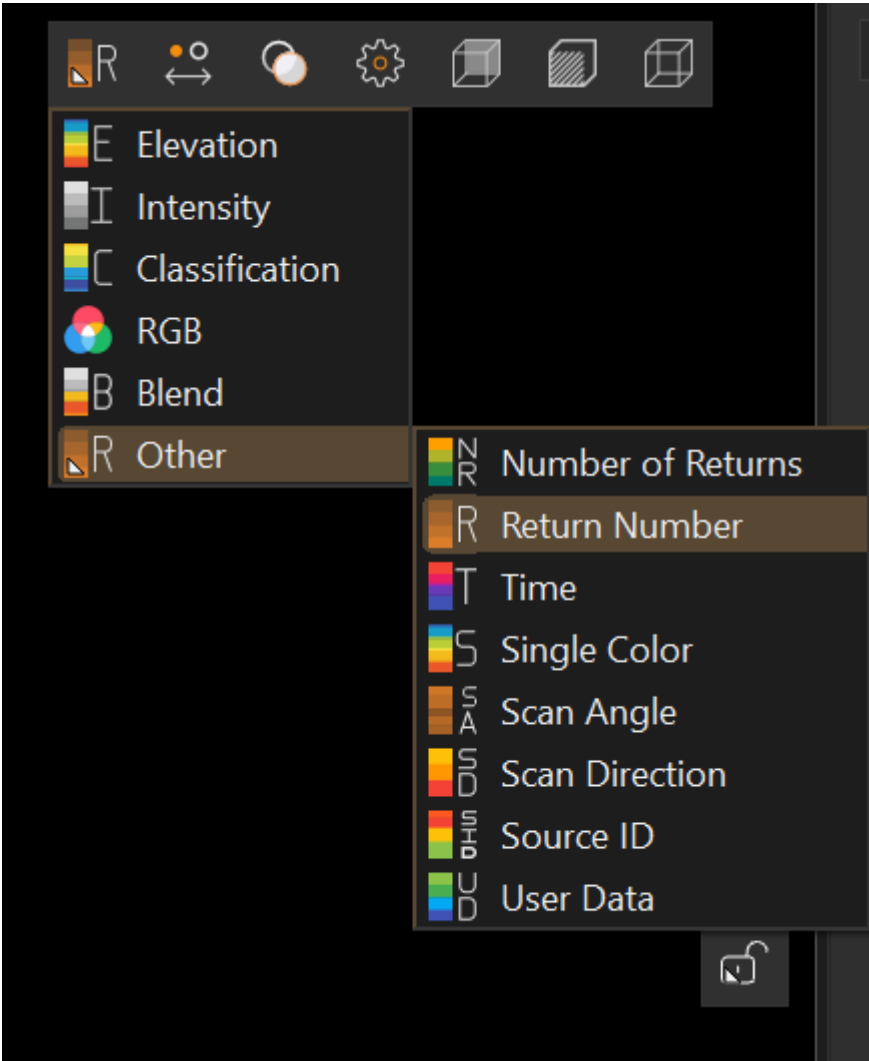 R
E Elevation
I Intensity
C Classification
RGB
B Blend
R Other
NR Number of Returns
R Return Number
T Time
S Single Color
SA Scan Angle
SD Scan Direction
SID Source ID
UD User Data